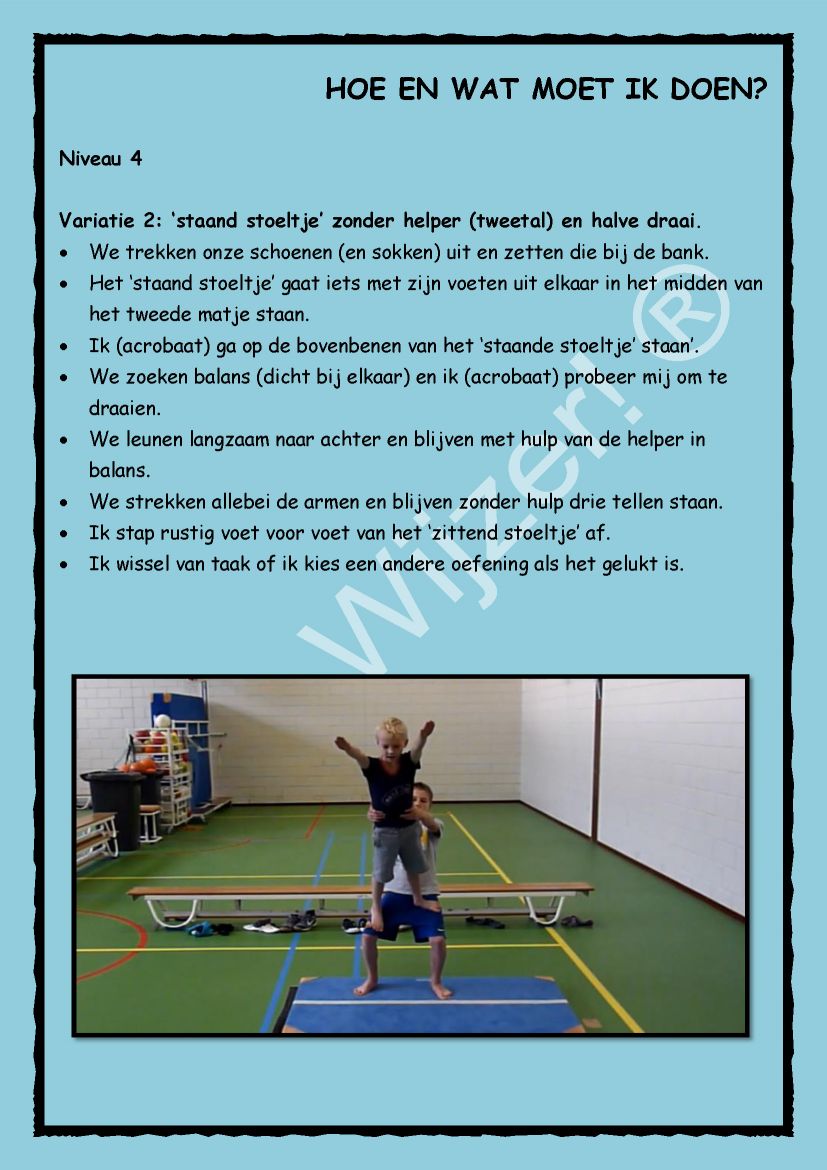 HOE EN WAT MOET IK DOEN?
Niveau 4
Variatie 2: ‘staand stoeltje’ zonder helper (tweetal) en halve draai.
• We trekken onze schoenen (en sokken) uit en zetten die bij de bank.
• Het ‘staand stoeltje’ gaat iets met zijn voeten uit elkaar in het midden van
het tweede matje staan.
• Ik (acrobaat) ga op de bovenbenen van het ‘staande stoeltje’ staan’.
• We zoeken balans (dicht bij elkaar) en ik (acrobaat) probeer mij om te
draaien.
• We leunen langzaam naar achter en blijven met hulp van de helper in
balans.
• We strekken allebei de armen en blijven zonder hulp drie tellen staan.
• Ik stap rustig voet voor voet van het ‘zittend stoeltje’ af.
• Ik wissel van taak of ik kies een andere oefening als het gelukt is.
Wijzer! ®